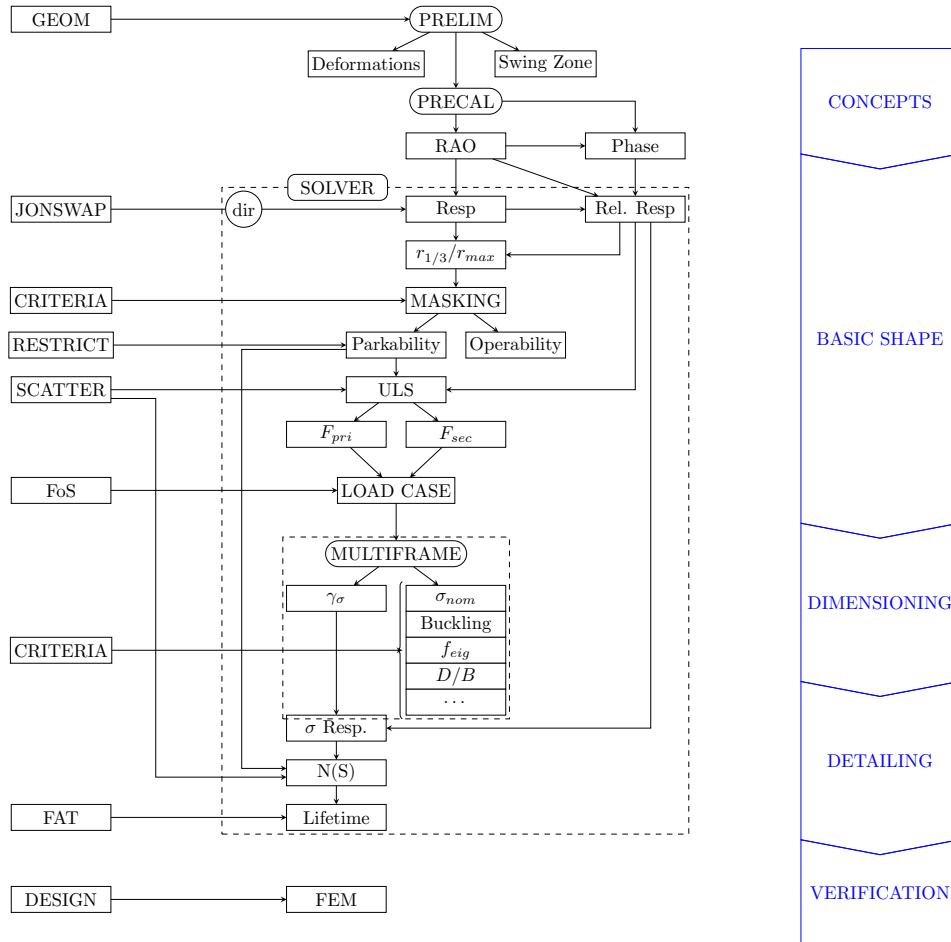 GEOM
PRELIM
Deformations
Swing Zone
PRECAL
CONCEPTS
RAO
Phase
SOLVER
JONSWAP
dir
Resp
Rel. Resp
r_{1/3}/r_{max}
CRITERIA
MASKING
RESTRICT
Parkability
Operability
BASIC SHAPE
SCATTER
ULS
F_{pri}
F_{sec}
FoS
LOAD CASE
MULTIFRAME
γ_σ
σ_{nom}
DIMENSIONING
Buckling
CRITERIA
f_{eig}
D/B
...
σ Resp.
N(S)
DETAILING
FAT
Lifetime
DESIGN
FEM
VERIFICATION